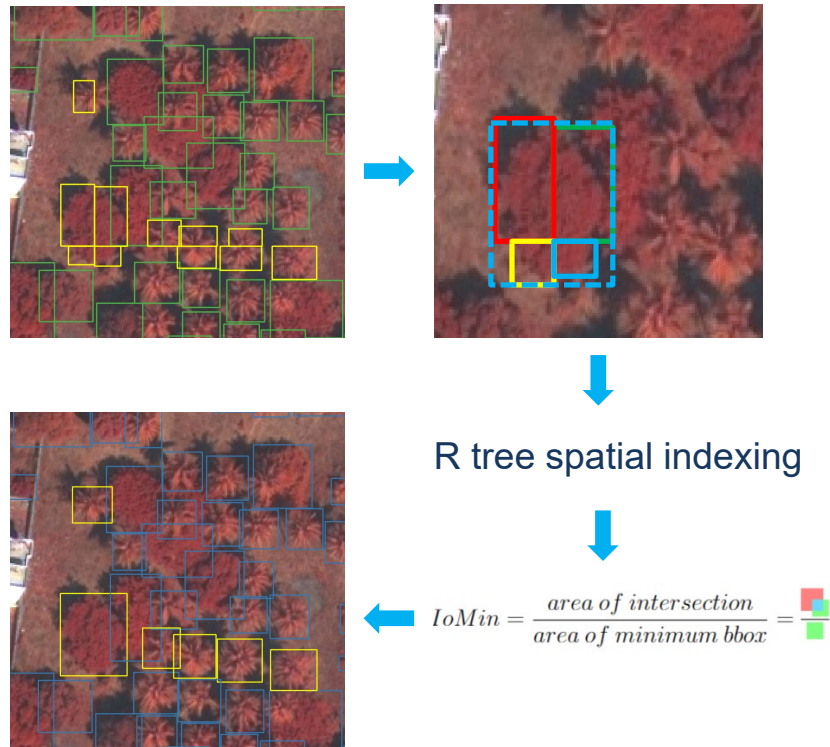 R tree spatial indexing
IoMin = area of intersection / area of minimum bbox =